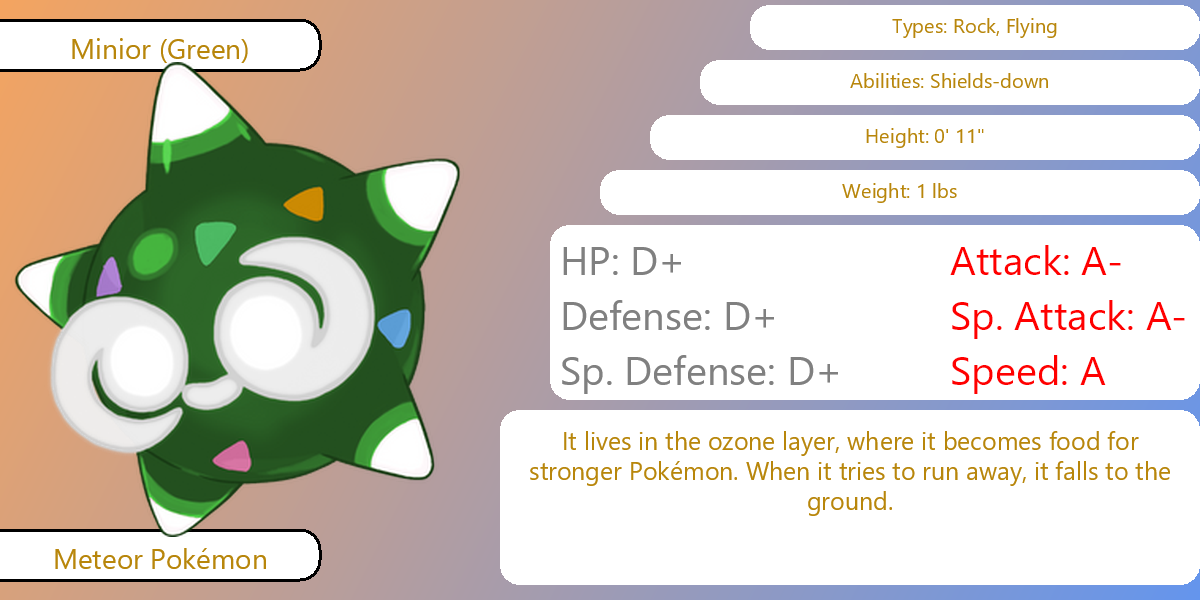 Minior (Green)
Types: Rock, Flying
Abilities: Shields-down
Height: 0' 11"
Weight: 1 lbs
HP: D+
Attack: A-
Defense: D+
Sp. Attack: A-
Sp. Defense: D+
Speed: A
It lives in the ozone layer, where it becomes food for
stronger Pokémon. When it tries to run away, it falls to the
ground.
Meteor Pokémon